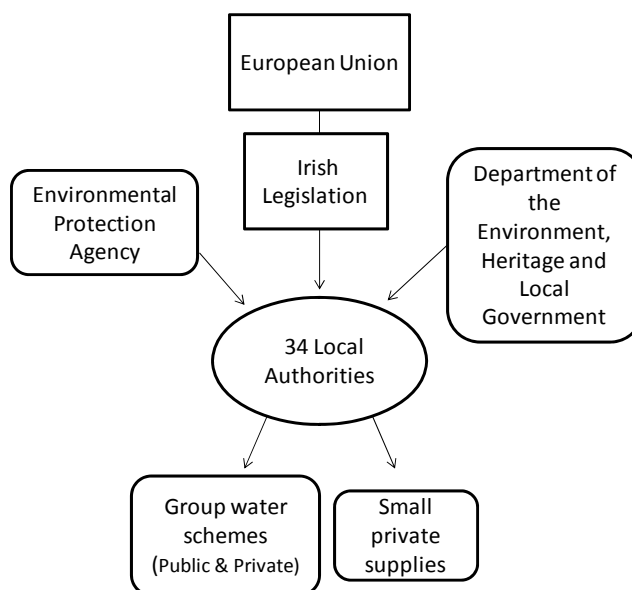 European Union
Irish
Legislation
Environmental
Protection
Agency
Department of
the
Environment,
Heritage and
Local
Government
34 Local
Authorities
Group water
schemes
(Public & Private)
Small
private
supplies